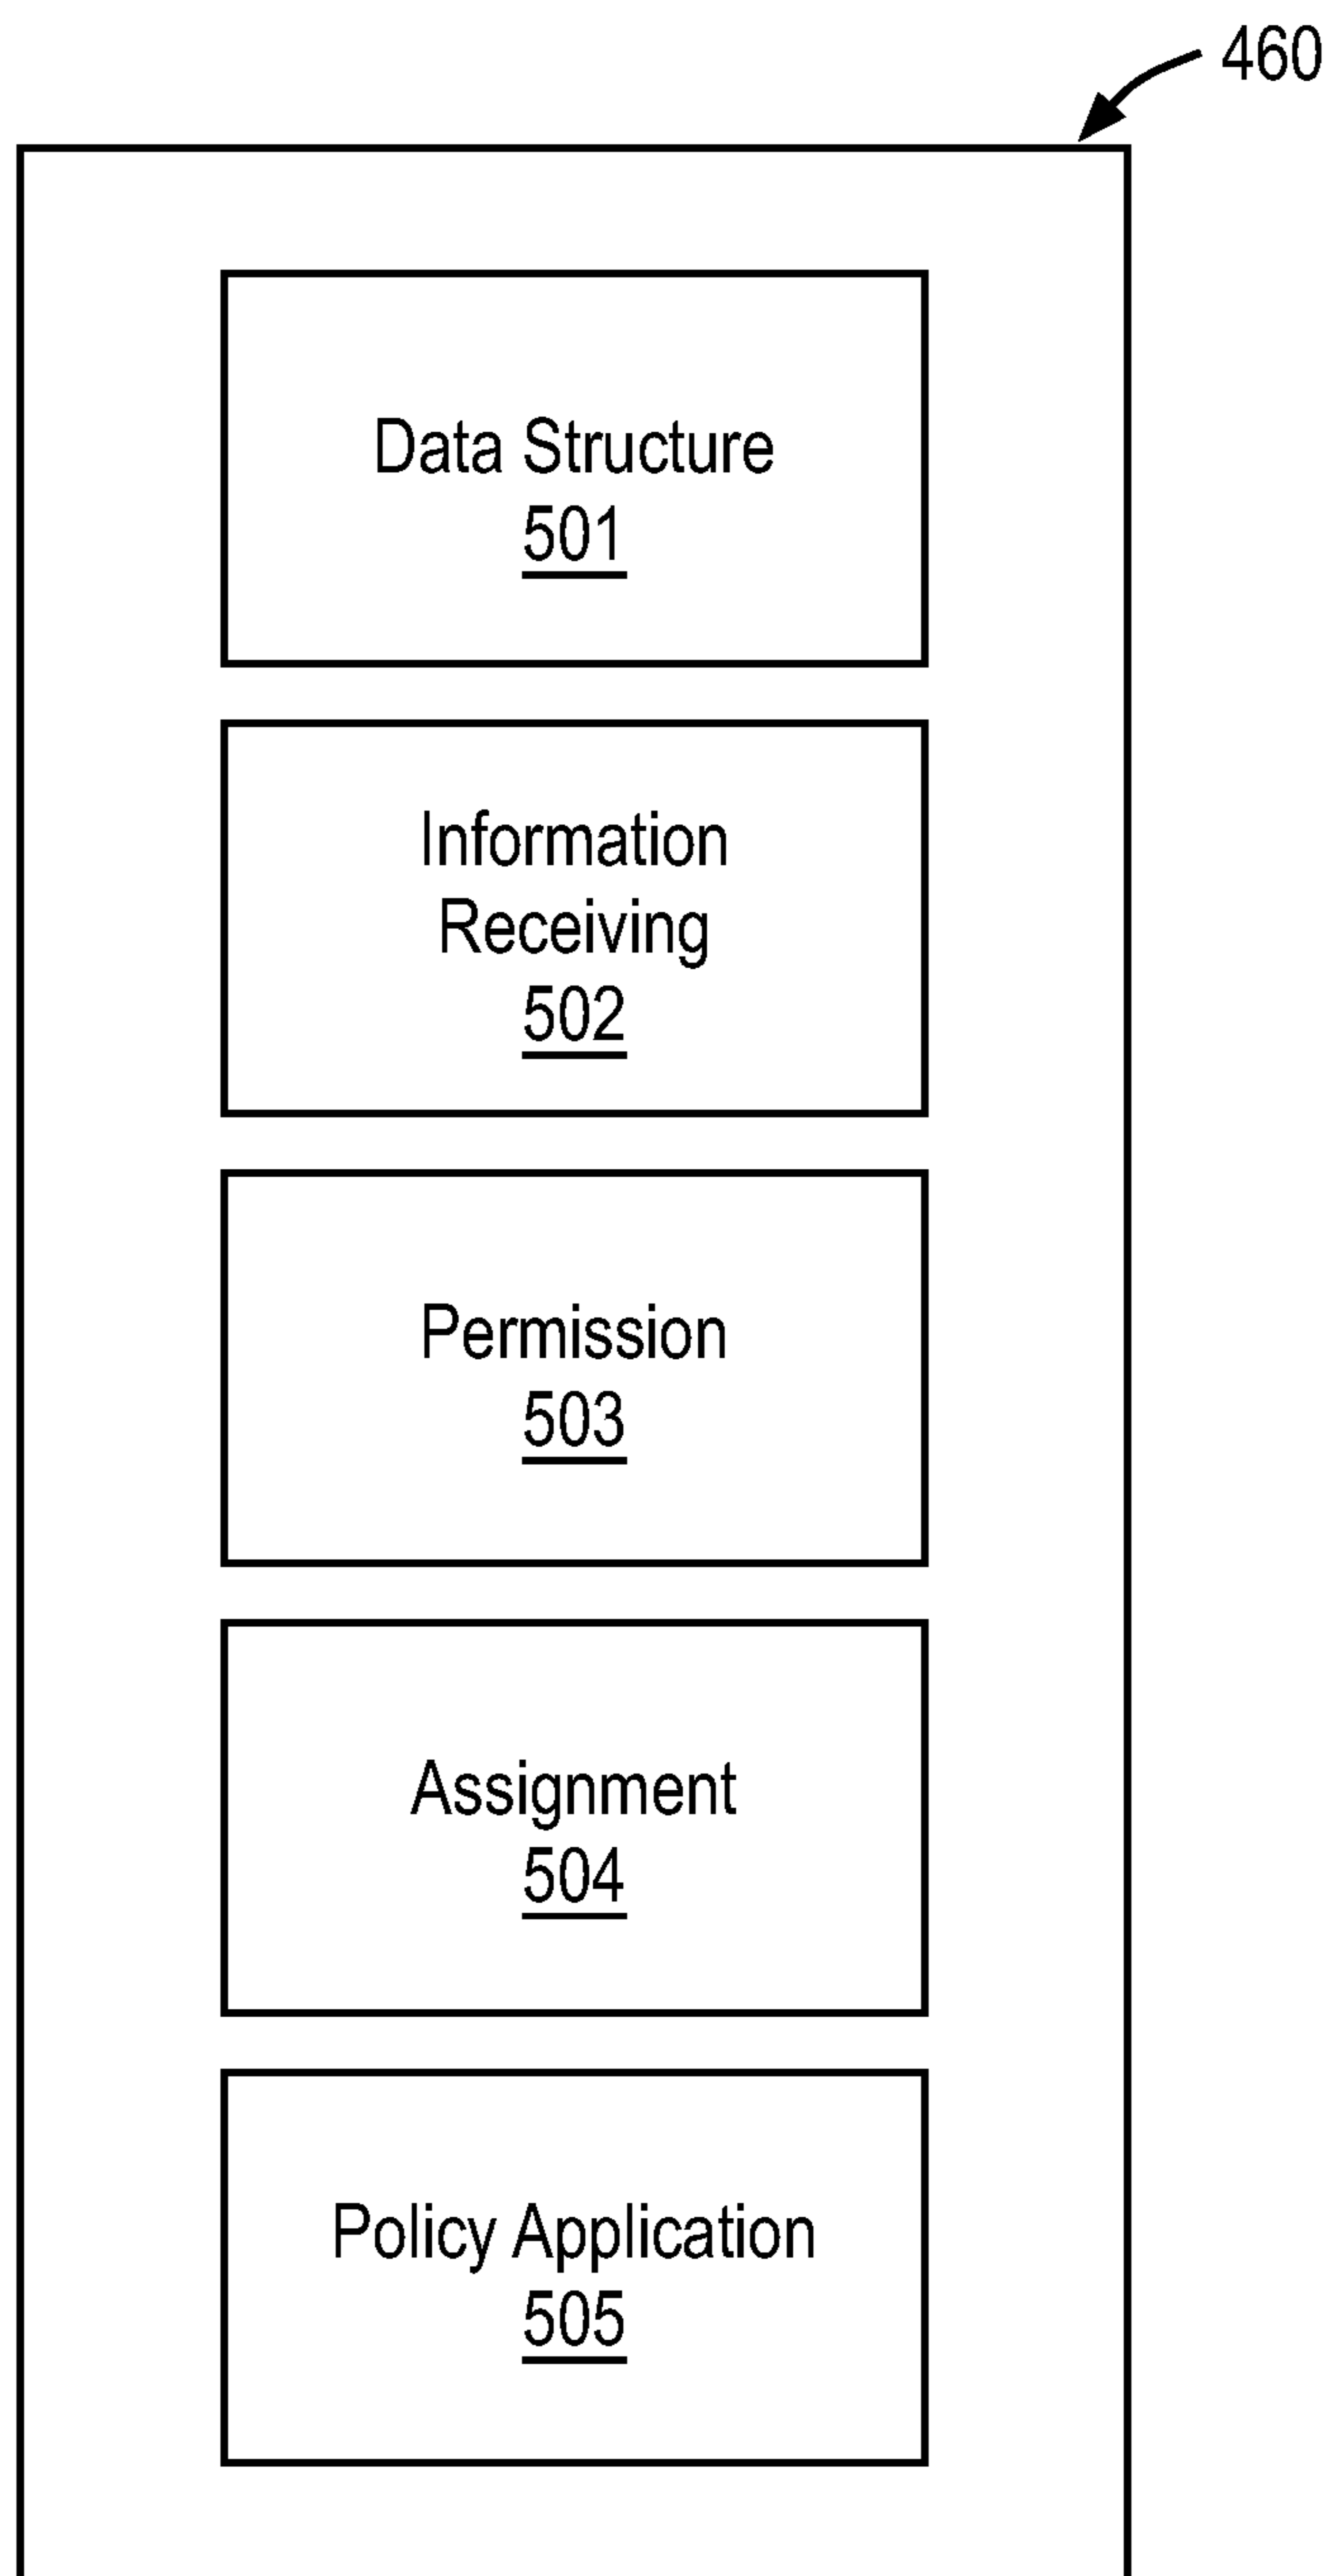 460
Data Structure
501
Information
Receiving
502
Permission
503
Assignment
504
Policy Application
505